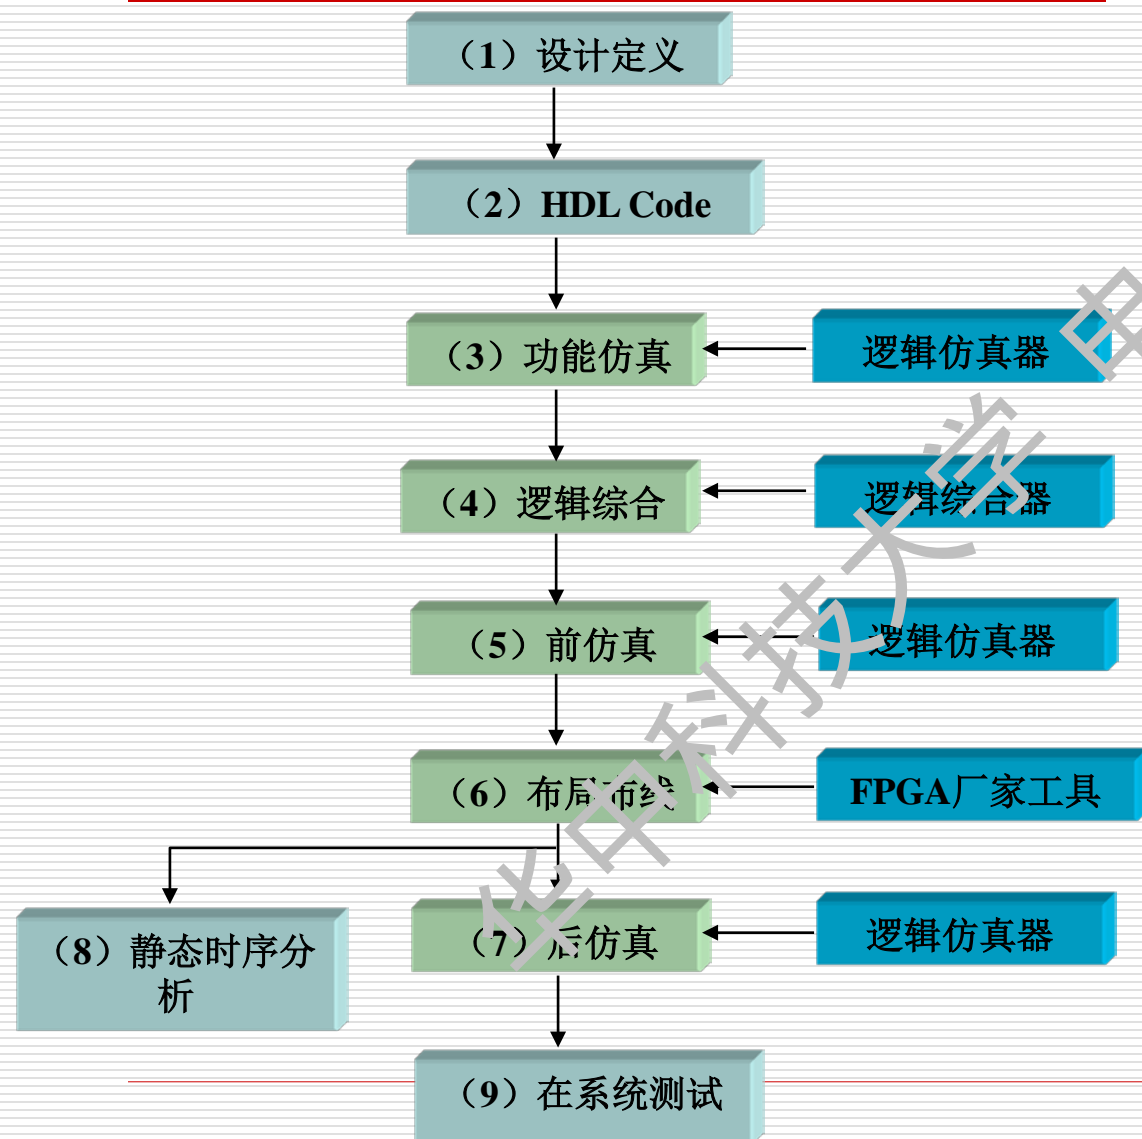 （1）设计定义
（2）HDL Code
（3）功能仿真
逻辑仿真器
（4）逻辑综合
逻辑综合器
（5）前仿真
逻辑仿真器
（6）布局布线
FPGA厂家工具
（7）后仿真
逻辑仿真器
（8）静态时序分
析
（9）在系统测试
华中科技大学